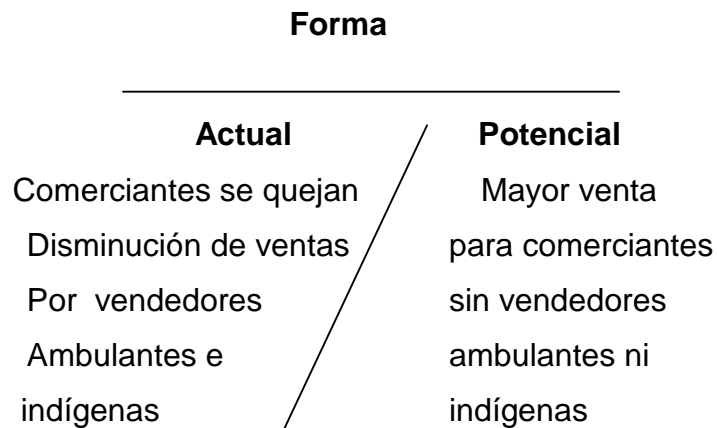 Forma
Actual
Comerciantes se quejan
Disminución de ventas
Por vendedores
Ambulantes e
indígenas
Potencial
Mayor venta
para comerciantes
sin vendedores
ambulantes ni
indígenas